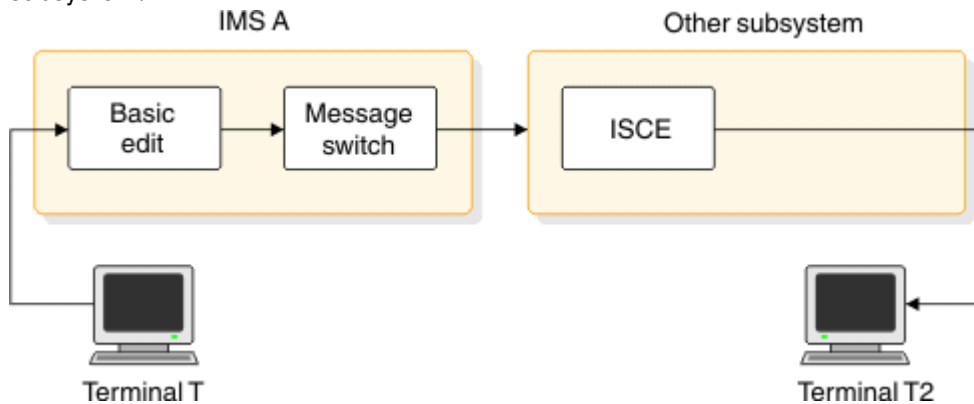 IMS A
Other subsystem
Basic
edit
Message
switch
ISCE
Terminal T
Terminal T2